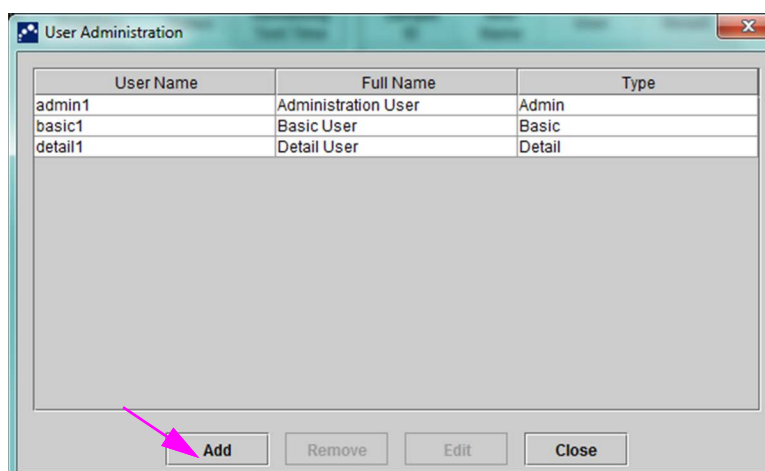 User Administration
User Name Full Name Type
admin1 Administration User Admin
basic1 Basic User Basic
detail1 Detail User Detail
Add Remove Edit Close